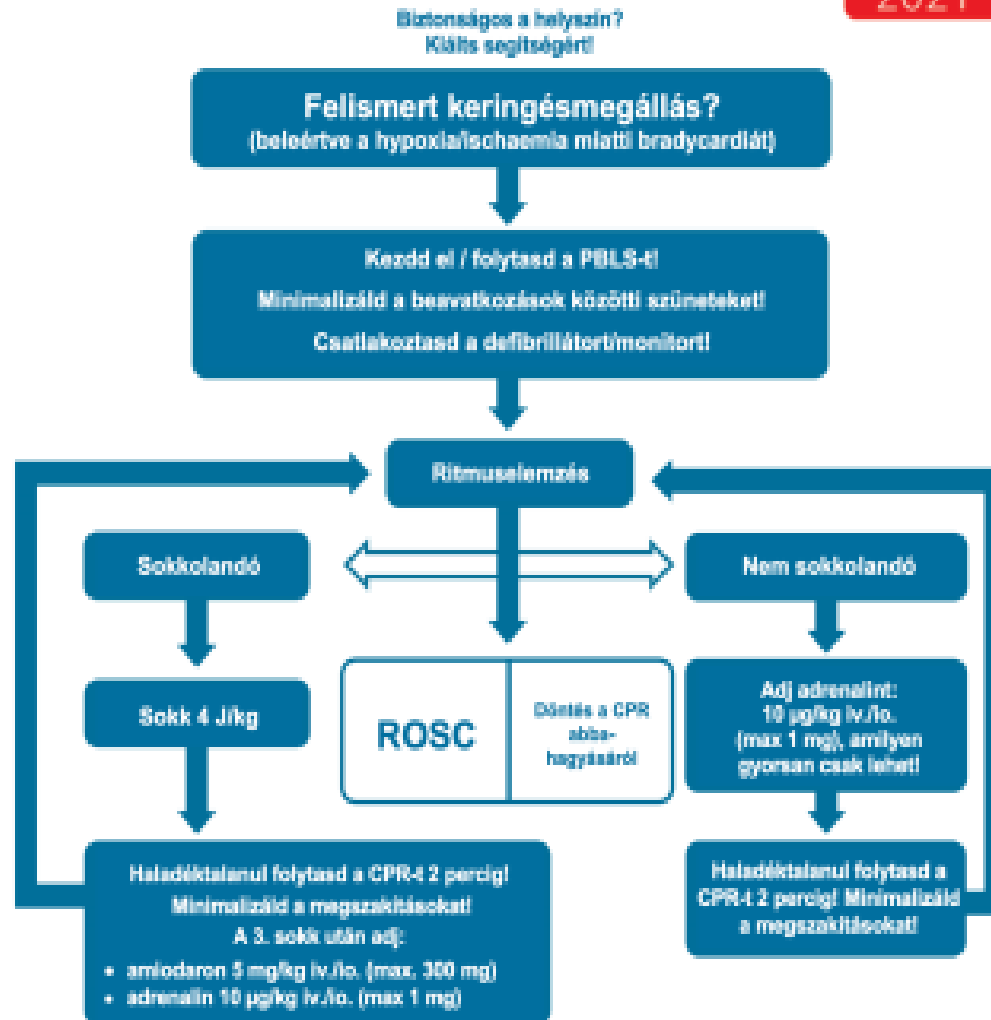 2021
Biztonságos a helyszín?
Kiálts segítségért!
Felismert keringésmegállás?
(beleértve a hypoxia/ischaemia miatti bradycardiát)
Kezdd el / folytasd a PBLS-t!
Minimalizáld a beavatkozások közötti szüneteket!
Csatlakoztasd a defibrillátort/monitort!
Ritmuselemzés
Sokkolandó
Nem sokkolandó
Sokk 4 J/kg
ROSC
Döntés a CPR
abba-
hagyásáról
Adj adrenalint:
10 µg/kg iv./io.
(max 1 mg), amilyen
gyorsan csak lehet!
Haladéktalanul folytasd a CPR-t 2 percig!
Minimalizáld a megszakításokat!
A 3. sokk után adj:
• amiodaron 5 mg/kg iv./io. (max. 300 mg)
• adrenalin 10 µg/kg iv./io. (max 1 mg)
Haladéktalanul folytasd a
CPR-t 2 percig! Minimalizáld
a megszakításokat!